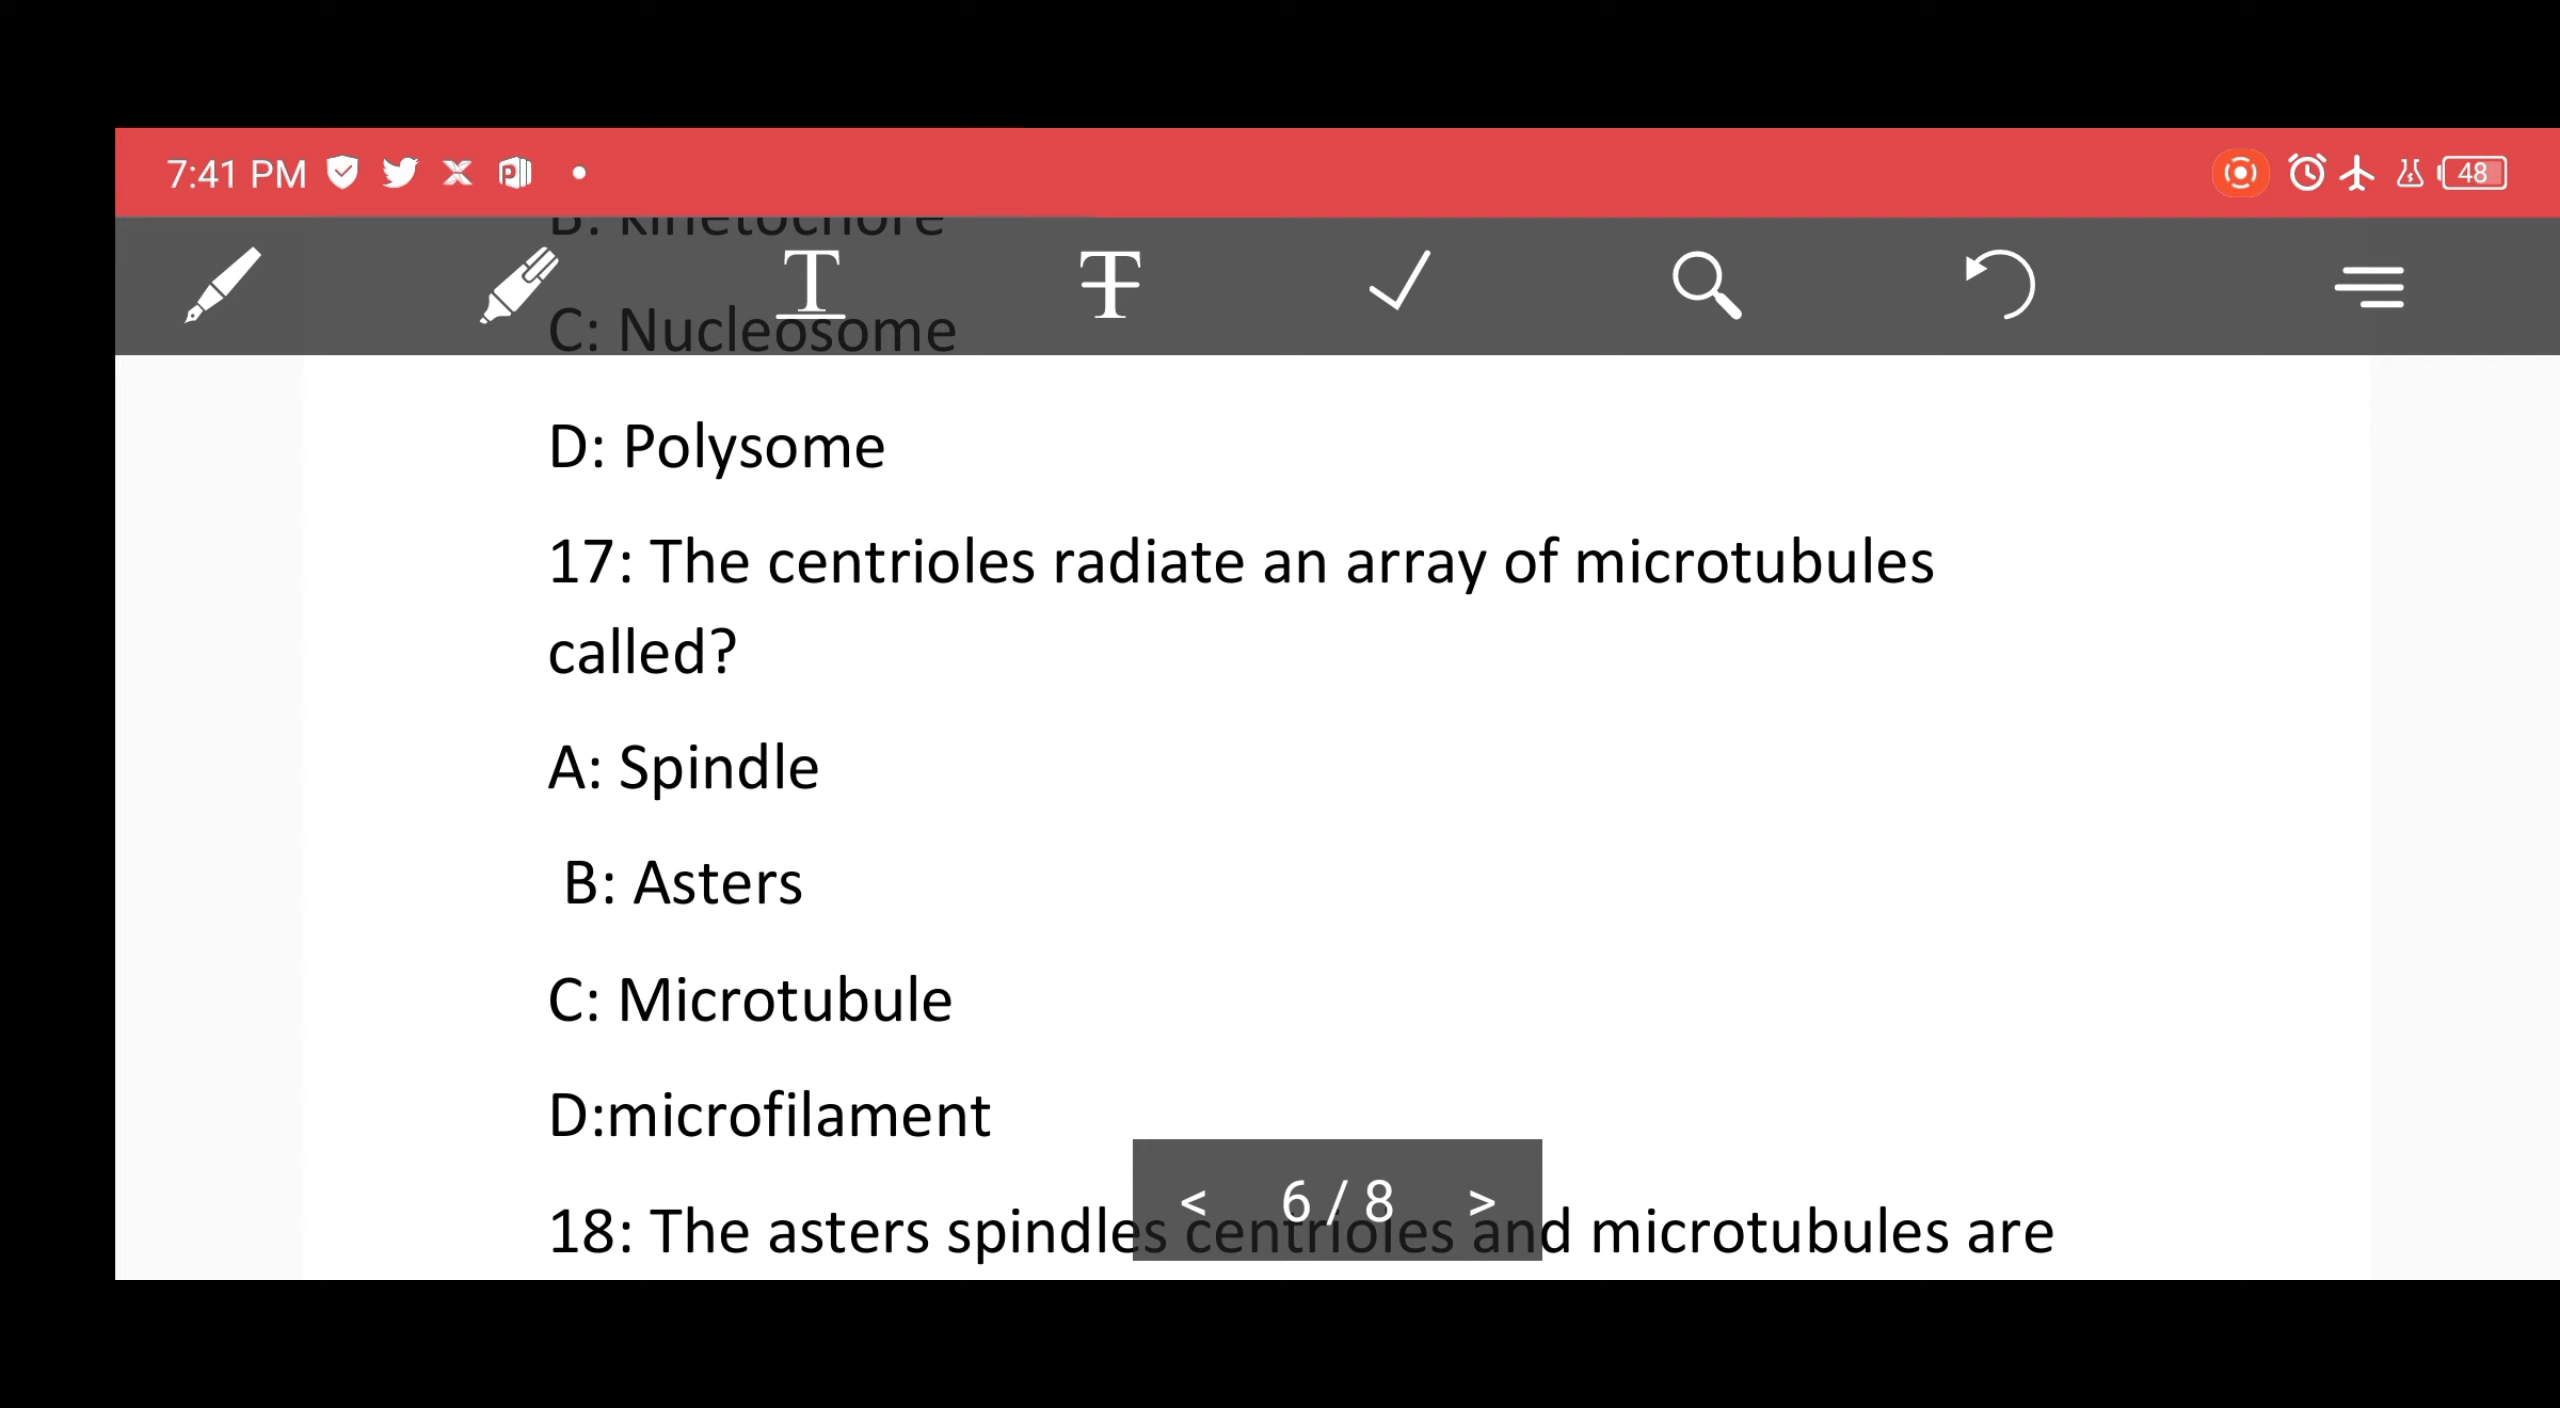 7:41 PM
48
B: kinetochore
C: Nucleosome
D: Polysome
17: The centrioles radiate an array of microtubules
called?
A: Spindle
B: Asters
C: Microtubule
D:microfilament
< 6 / 8 >
18: The asters spindles centrioles and microtubules are